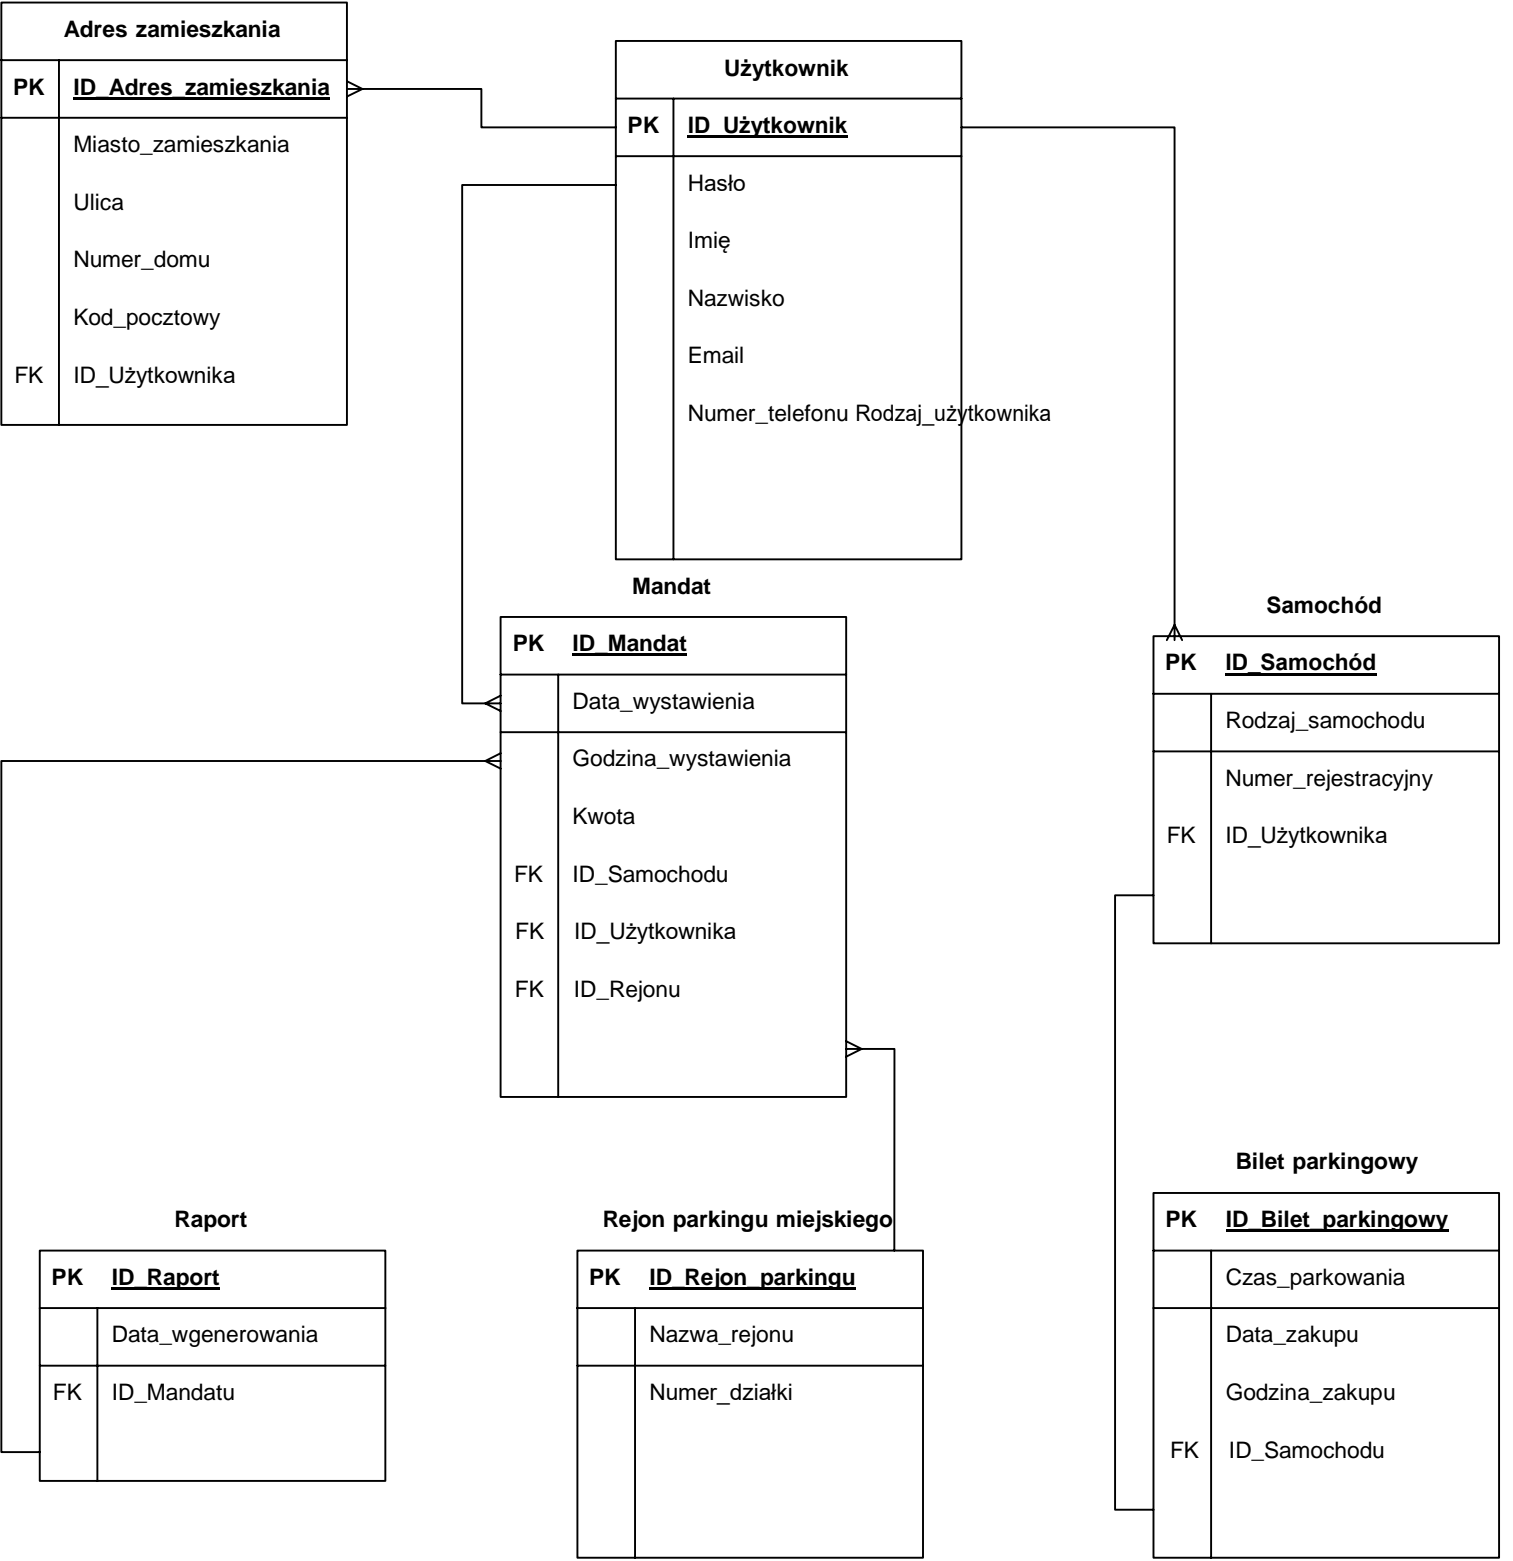 Adres zamieszkania
PK ID_Adres_zamieszkania
Miasto_zamieszkania
Ulica
Numer_domu
Kod_pocztowy
FK ID_Użytkownika
Użytkownik
PK ID_Użytkownik
Hasło
Imię
Nazwisko
Email
Numer_telefonu Rodzaj_użytkownika
Mandat
PK ID_Mandat
Data_wystawienia
Godzina_wystawienia
Kwota
FK ID_Samochodu
FK ID_Użytkownika
FK ID_Rejonu
Samochód
PK ID_Samochód
Rodzaj_samochodu
Numer_rejestracyjny
FK ID_Użytkownika
Raport
PK ID_Raport
Data_wgenerowania
FK ID_Mandatu
Rejon parkingu miejskiego
PK ID_Rejon_parkingu
Nazwa_rejonu
Numer_działki
Bilet parkingowy
PK ID_Bilet_parkingowy
Czas_parkowania
Data_zakupu
Godzina_zakupu
FK ID_Samochodu